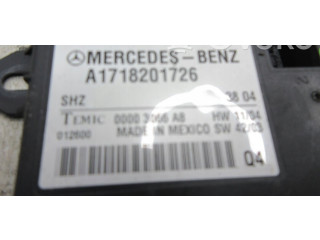 MERCEDES-BENZ
A1718201726
SHZ 38 04
TEMIC 0000 3066 A8 HW 11/04
012600 MADE IN MEXICO SW 42/03
Q4